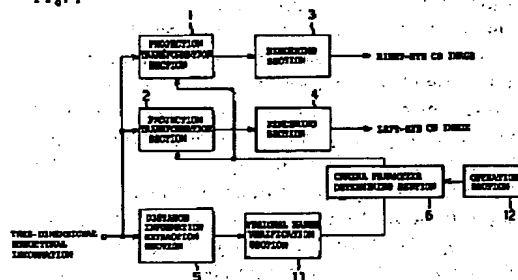 1
3
PROJECTION
TRANSFORMATION
SECTION
RENDERING
SECTION
RIGHT-EYE CG IMAGE
2
4
PROJECTION
TRANSFORMATION
SECTION
RENDERING
SECTION
LEFT-EYE CG IMAGE
CAMERA PARAMETER
DETERMINING SECTION
OPERATION
SECTION
6
12
THREE-DIMENSIONAL
STRUCTURAL
INFORMATION
DISTANCE
INFORMATION
EXTRACTION
SECTION
VERIFICATION
SECTION
5
11